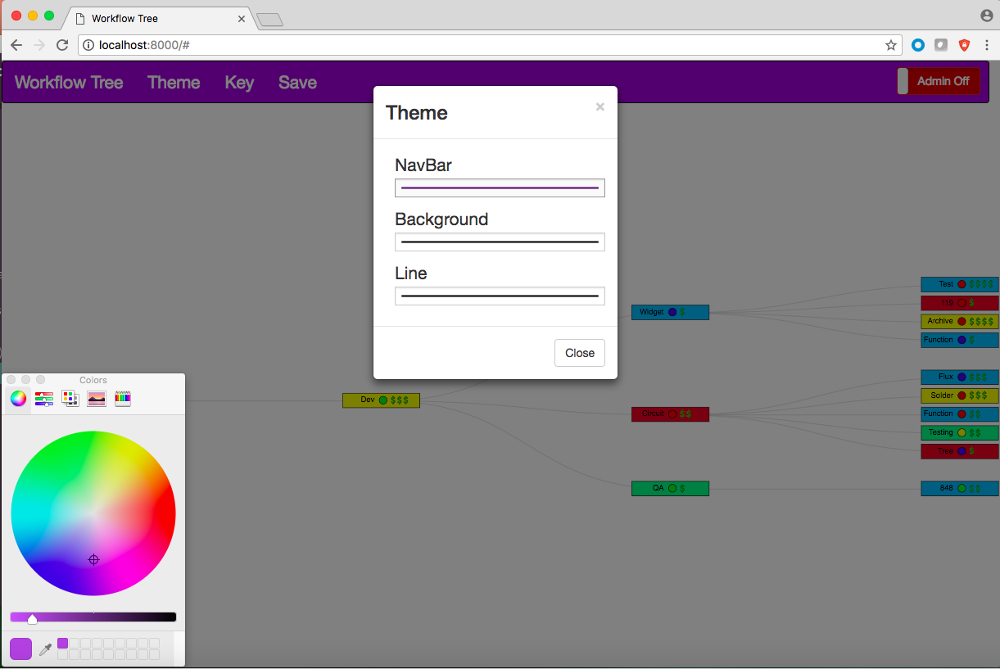 Workflow Tree
localhost:8000/#
Workflow Tree Theme Key Save Admin Off
Theme ×
NavBar
Background
Line
Close
Test $$$$
119 $
Widget $
Archive $$$$
Function $
Colors
Flux $$
Dev $$$
Solder $$$
Circuit $$
Function $$
Testing $$
Tree $
QA $
848 $$